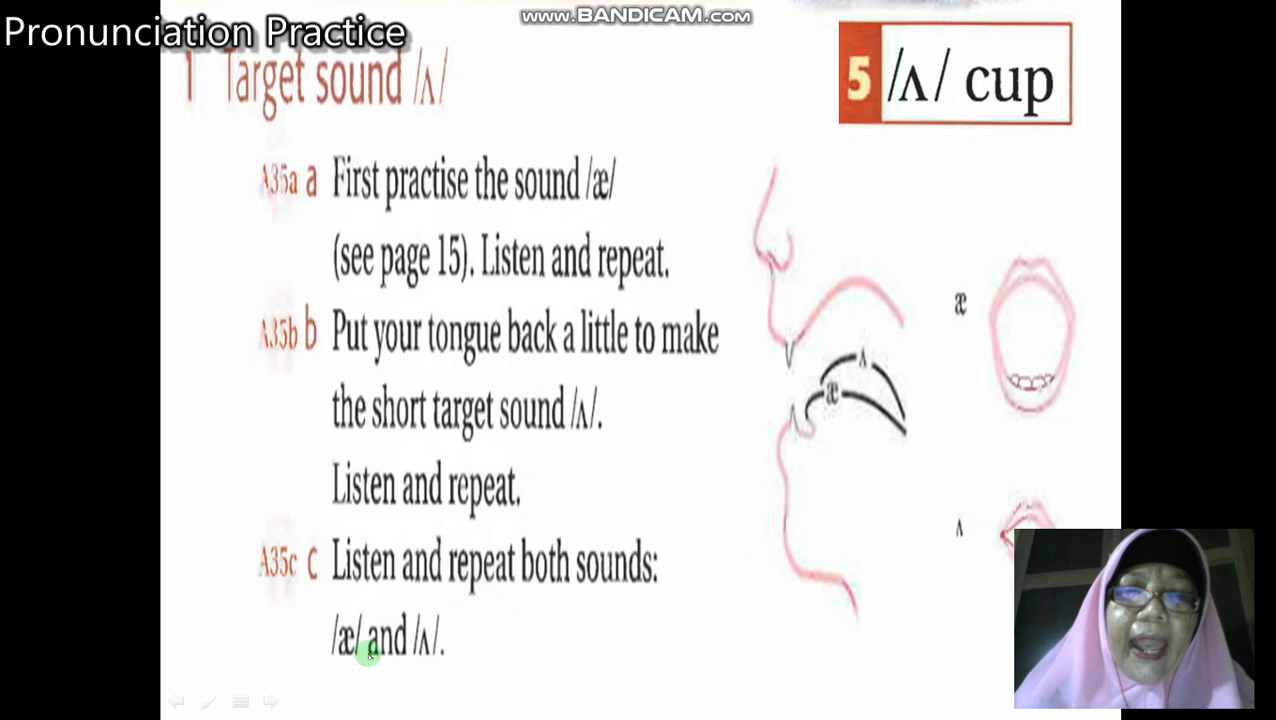 www.BANDICAM.com
Pronunciation Practice
1 Target sound /ʌ/
5 /ʌ/ cup
A35a a First practise the sound /æ/
(see page 15). Listen and repeat.
A35b b Put your tongue back a little to make
the short target sound /ʌ/.
Listen and repeat.
A35c c Listen and repeat both sounds:
/æ/ and /ʌ/.
æ
ʌ
æ
ʌ